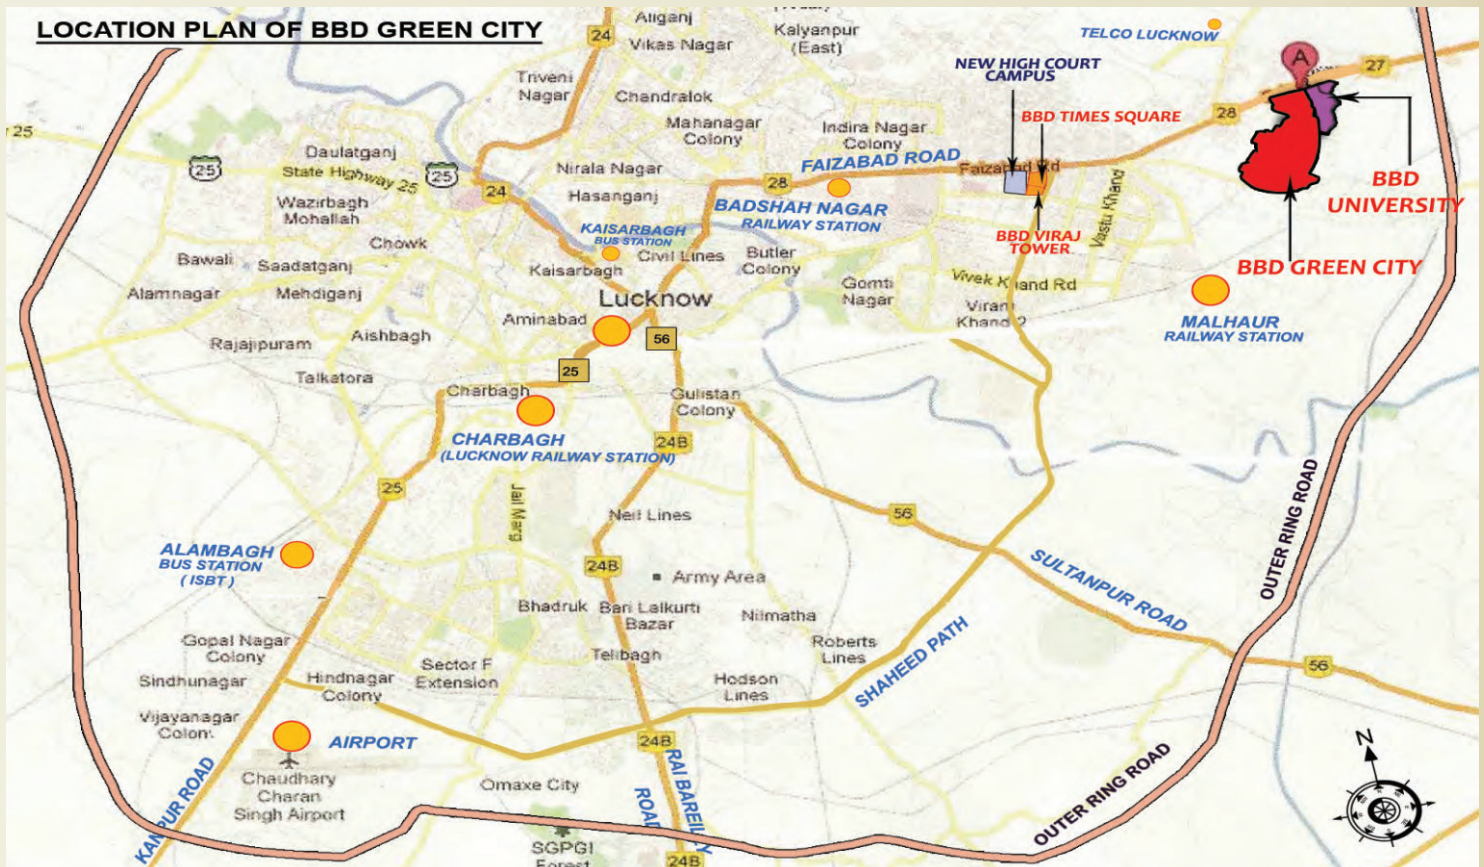 LOCATION PLAN OF BBD GREEN CITY
24
Aliganj
Vikas Nagar
Kalyanpur
(East)
TELCO LUCKNOW
A
27
NEW HIGH COURT
CAMPUS
Triveni
Nagar
Chandralok
Mahanagar
Colony
Indira Nagar
Colony
BBD TIMES SQUARE
28
25
Daulatganj
State Highway 25
25
25
24
Nirala Nagar
Hasanganj
28
FAIZABAD ROAD
Faizabad Rd
BADSHAH NAGAR
RAILWAY STATION
Vastu Khand
BBD
UNIVERSITY
Wazirbagh
Mohallah
Chowk
KAISARBAGH
BUS STATION
BBD VIRAJ
TOWER
BBD GREEN CITY
Bawali
Saadatganj
Kaisarbagh
Civil Lines
Butler
Colony
Alamnagar
Mehdiganj
Gomti
Nagar
Vivek Khand Rd
Lucknow
Khand 2
MALHAUR
RAILWAY STATION
Aminabad
56
Rajajipuram
Aishbagh
25
Talkatora
Charbagh
Gulistan
Colony
CHARBAGH
(LUCKNOW RAILWAY STATION)
24B
25
Jail Marg
Neil Lines
56
OUTER RING ROAD
ALAMBAGH
BUS STATION
( ISBT )
24B
Army Area
SULTANPUR ROAD
Bhadruk
Bari Lalkurti
Bazar
Nilmatha
Gopal Nagar
Colony
Telibagh
Roberts
Lines
SHAHEED PATH
56
Sindhunagar
Hindnagar
Colony
Sector F
Extension
Hodson
Lines
Vijayanagar
AIRPORT
24B
N
KANPUR ROAD
Chaudhary
Charan
Singh Airport
Omaxe City
RAI BAREILLY
ROAD
OUTER RING ROAD
SGPGI
Forest
24B